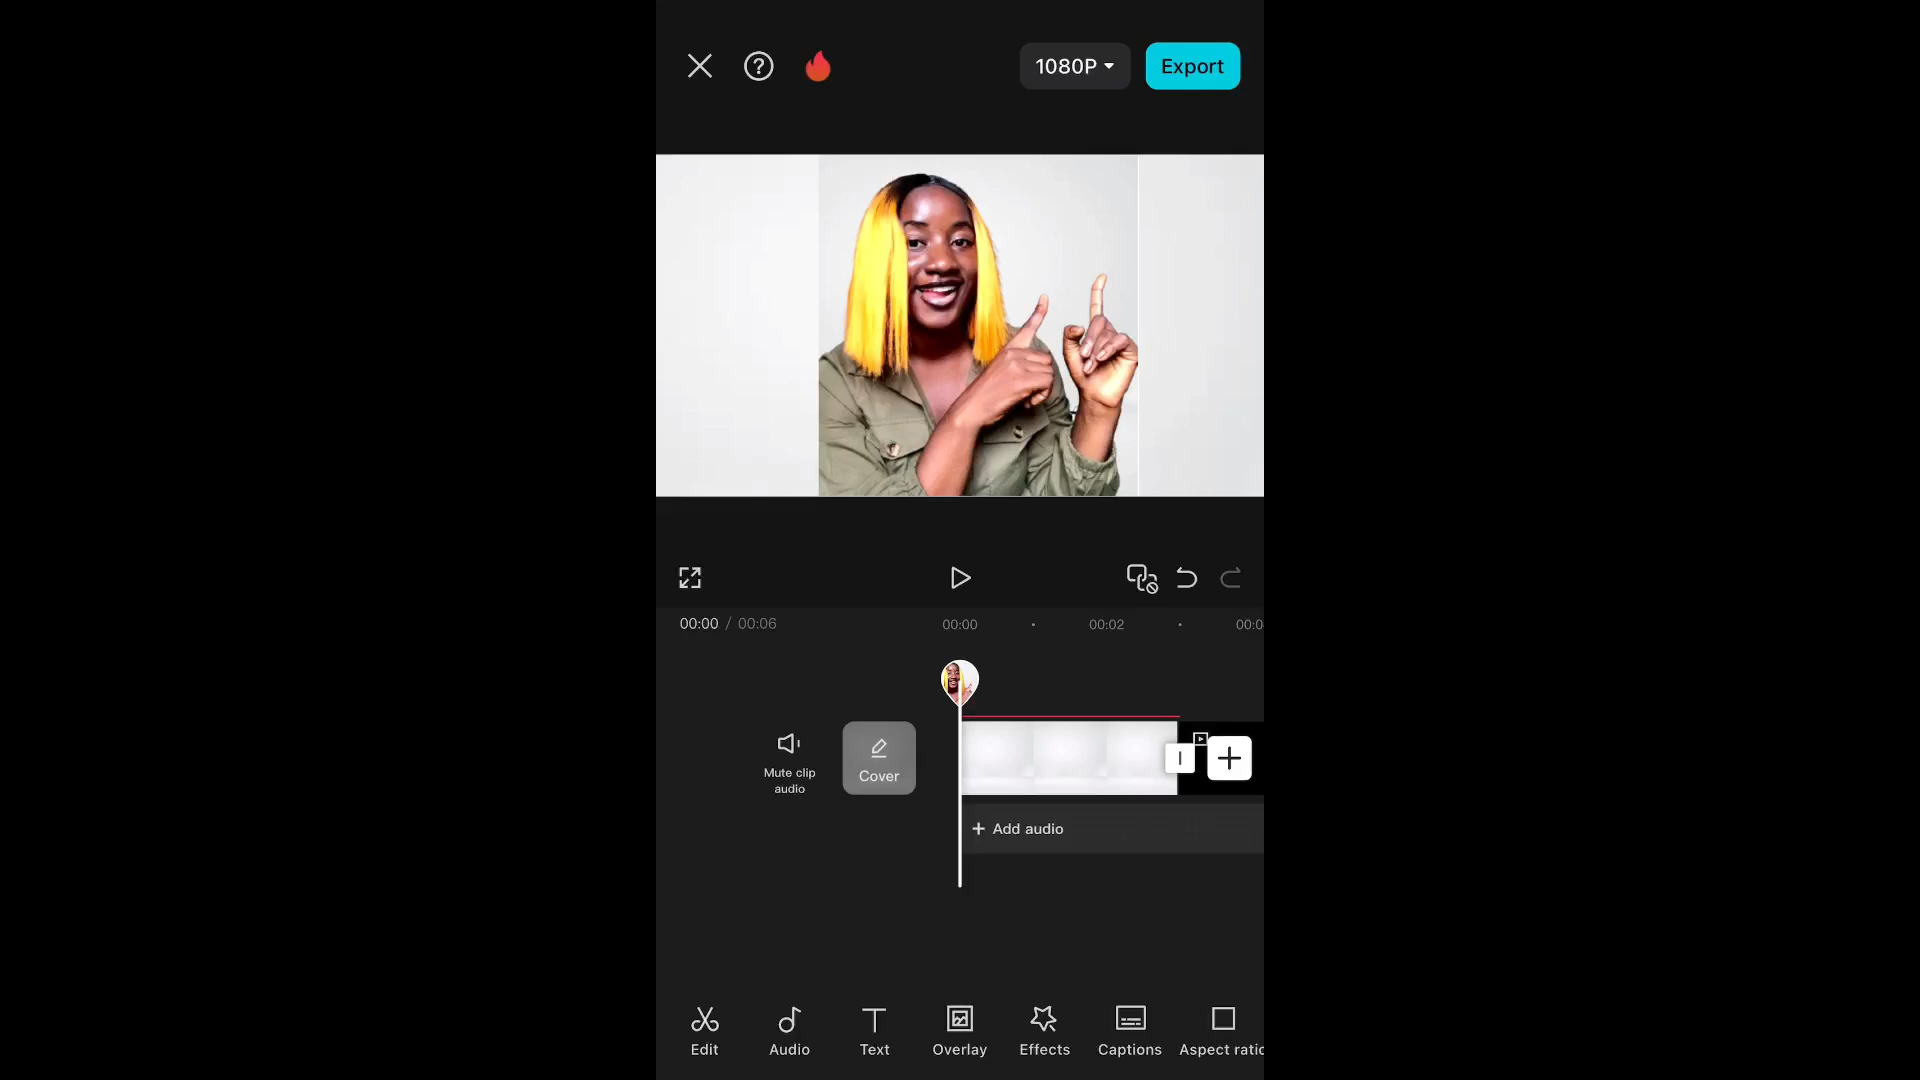 1080P
Export
00:00 / 00:06
00:00
00:02
00:0
Mute clip
audio
Cover
+ Add audio
Edit
Audio
Text
Overlay
Effects
Captions
Aspect ratio